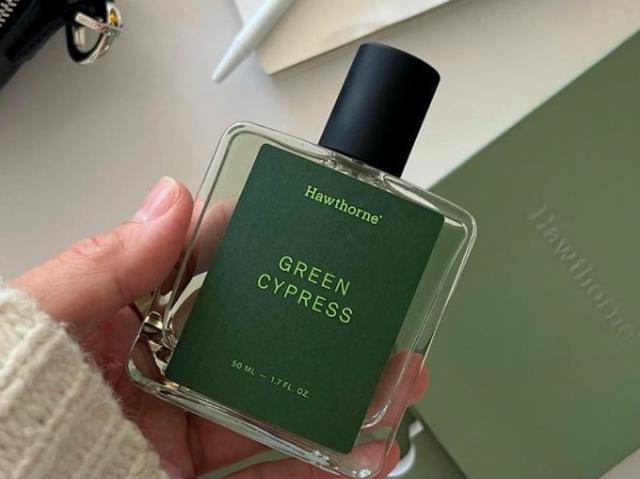 Hawthorne®
GREEN
CYPRESS
50 ML — 1.7 FL. OZ.
Hawthorne